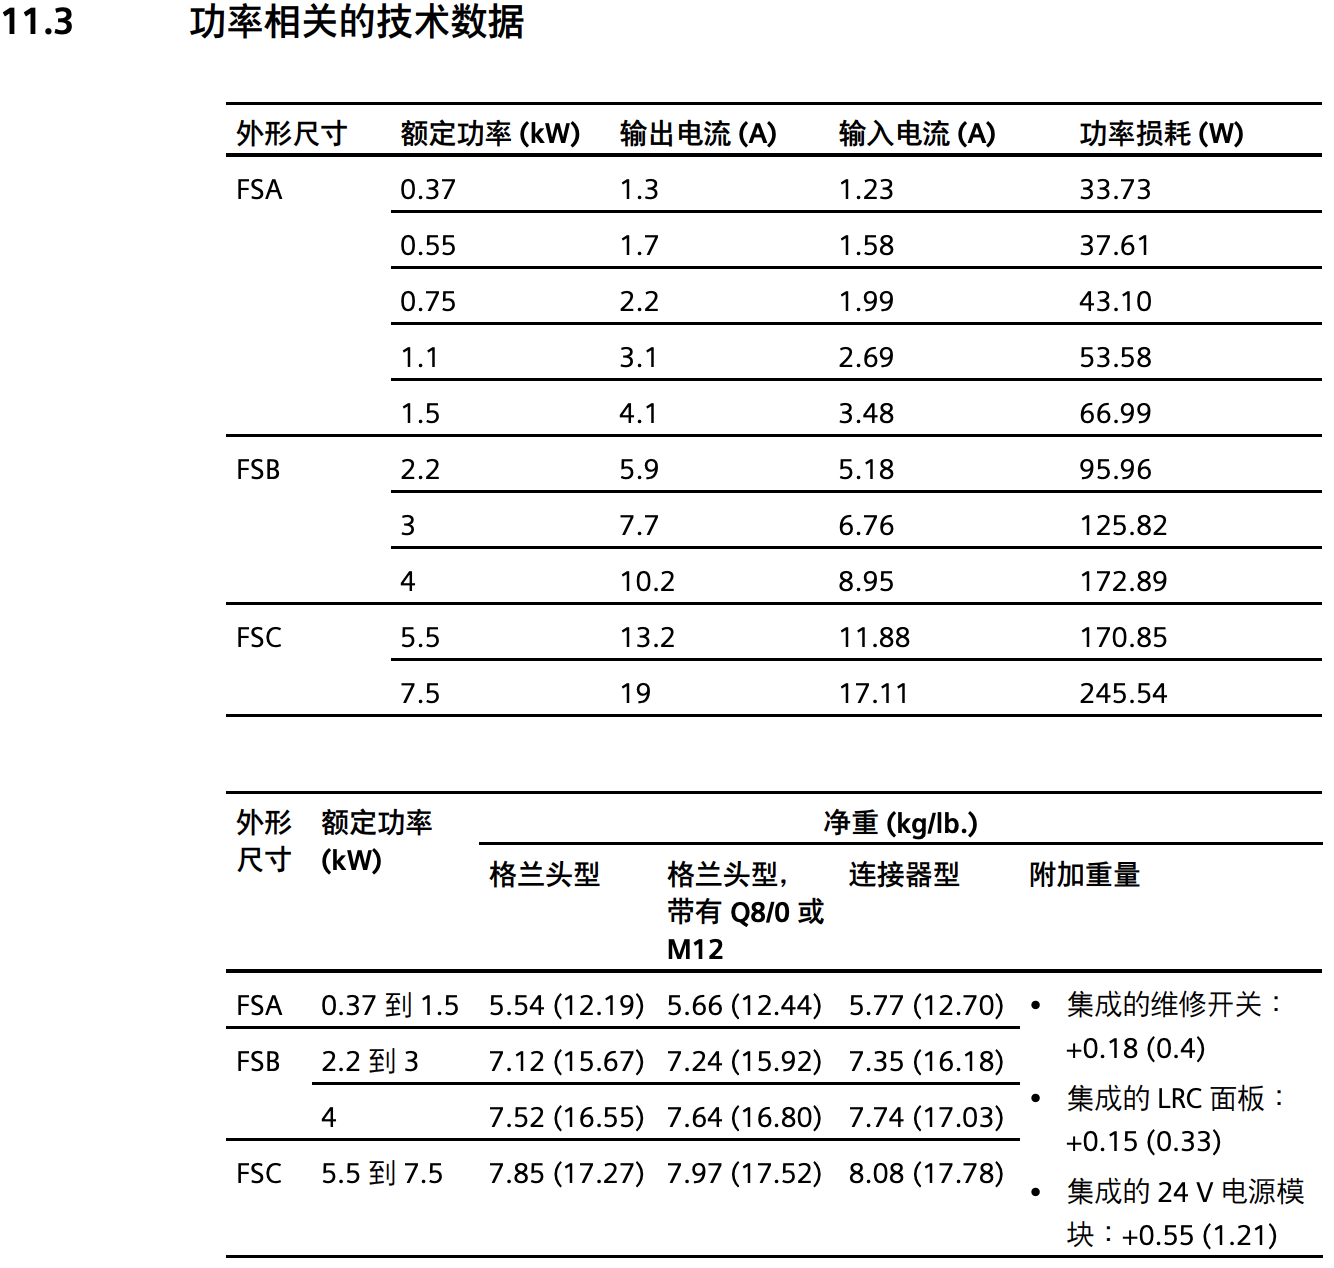 11.3 功率相关的技术数据
外形尺寸 额定功率 (kW) 输出电流 (A) 输入电流 (A) 功率损耗 (W)
FSA 0.37 1.3 1.23 33.73
0.55 1.7 1.58 37.61
0.75 2.2 1.99 43.10
1.1 3.1 2.69 53.58
1.5 4.1 3.48 66.99
FSB 2.2 5.9 5.18 95.96
3 7.7 6.76 125.82
4 10.2 8.95 172.89
FSC 5.5 13.2 11.88 170.85
7.5 19 17.11 245.54
外形 额定功率 净重 (kg/lb.)
尺寸 (kW)
格兰头型 格兰头型， 连接器型 附加重量
带有 Q8/0 或
M12
FSA 0.37 到 1.5 5.54 (12.19) 5.66 (12.44) 5.77 (12.70)
FSB 2.2 到 3 7.12 (15.67) 7.24 (15.92) 7.35 (16.18)
4 7.52 (16.55) 7.64 (16.80) 7.74 (17.03)
FSC 5.5 到 7.5 7.85 (17.27) 7.97 (17.52) 8.08 (17.78)
• 集成的维修开关：
+0.18 (0.4)
• 集成的 LRC 面板：
+0.15 (0.33)
• 集成的 24 V 电源模
块：+0.55 (1.21)